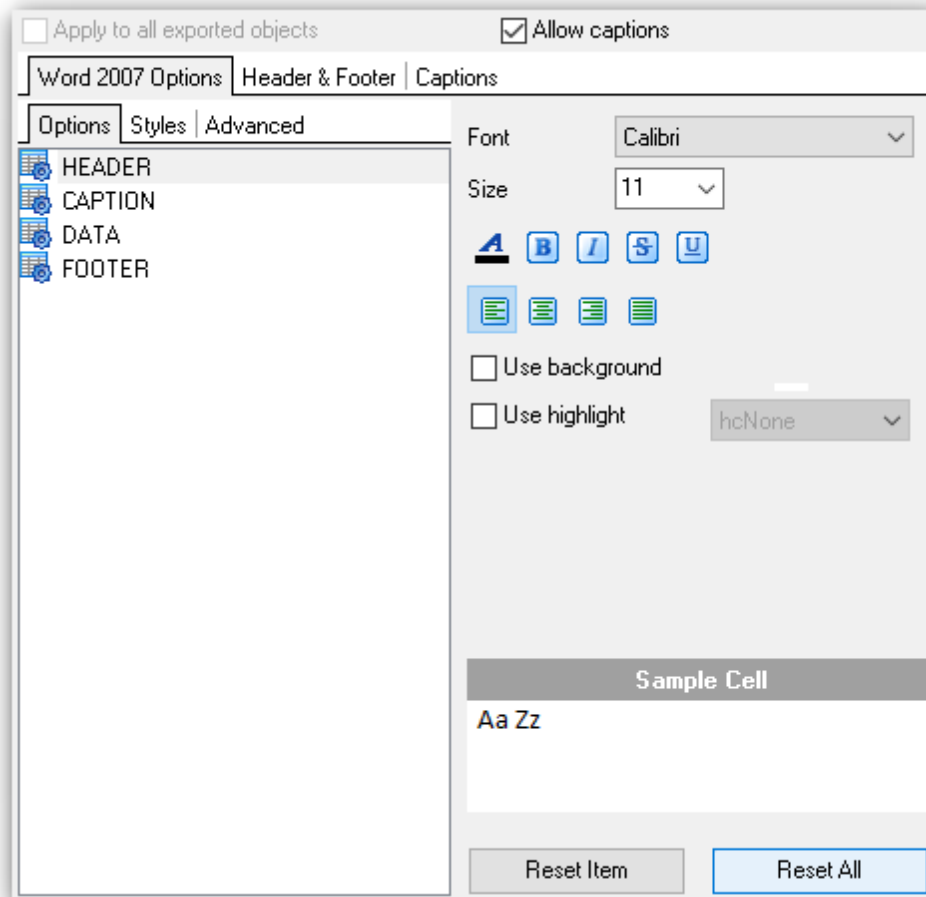 Apply to all exported objects Allow captions
Word 2007 Options Header & Footer Captions
Options Styles Advanced
HEADER
CAPTION
DATA
FOOTER
Font Calibri
Size 11
A B I S U
Use background
Use highlight hcNone
Sample Cell
Aa Zz
Reset Item Reset All